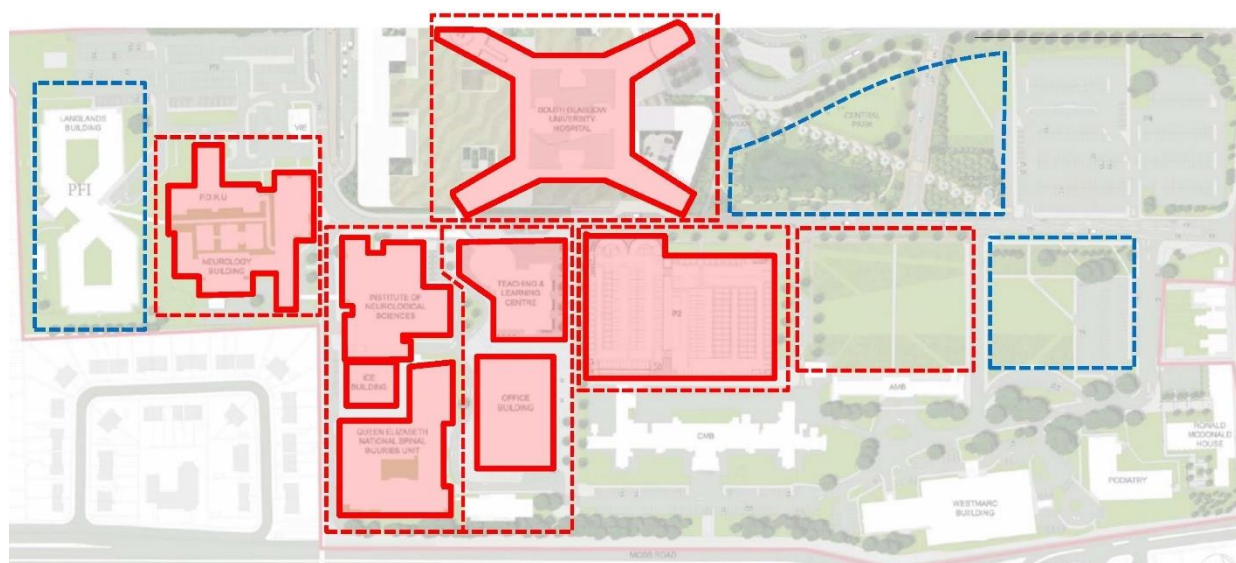 LANGLANDS
BUILDING
PFI
P.D.R.U
NEUROLOGY
BUILDING
SOUTH GLASGOW
UNIVERSITY
HOSPITAL
CENTRAL
PARK
INSTITUTE OF
NEUROLOGICAL
SCIENCES
TEACHING &
LEARNING
CENTRE
P2
ICE
BUILDING
OFFICE
BUILDING
QUEEN ELIZABETH
NATIONAL SPINAL
INJURIES UNIT
AMB
CMB
WESTMARC
BUILDING
PODIATRY
RONALD
MCDONALD
HOUSE
MOSS ROAD